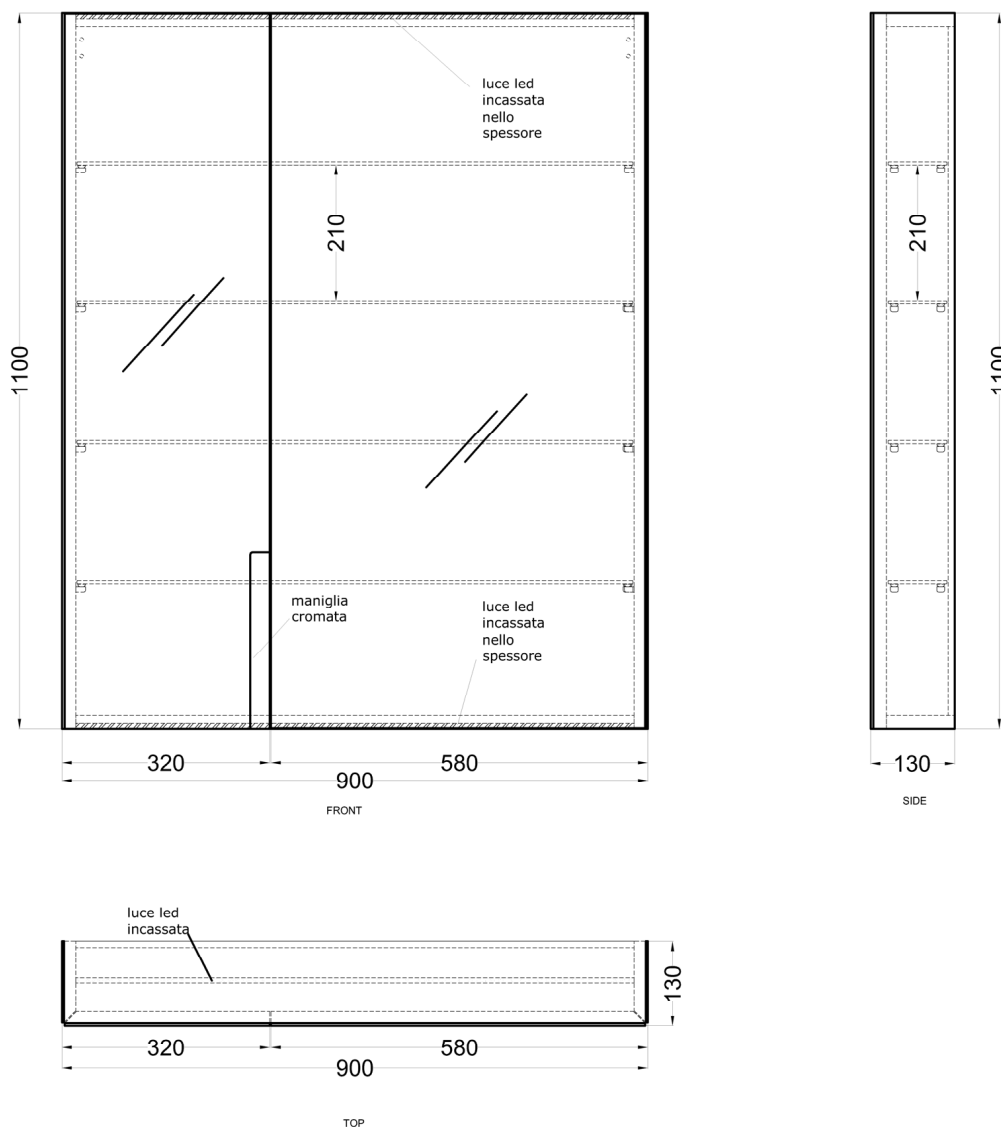 luce led
incassata
nello
spessore
210
1100
maniglia
cromata
luce led
incassata
nello
spessore
320
580
900
FRONT
210
1100
130
SIDE
luce led
incassata
130
320
580
900
TOP